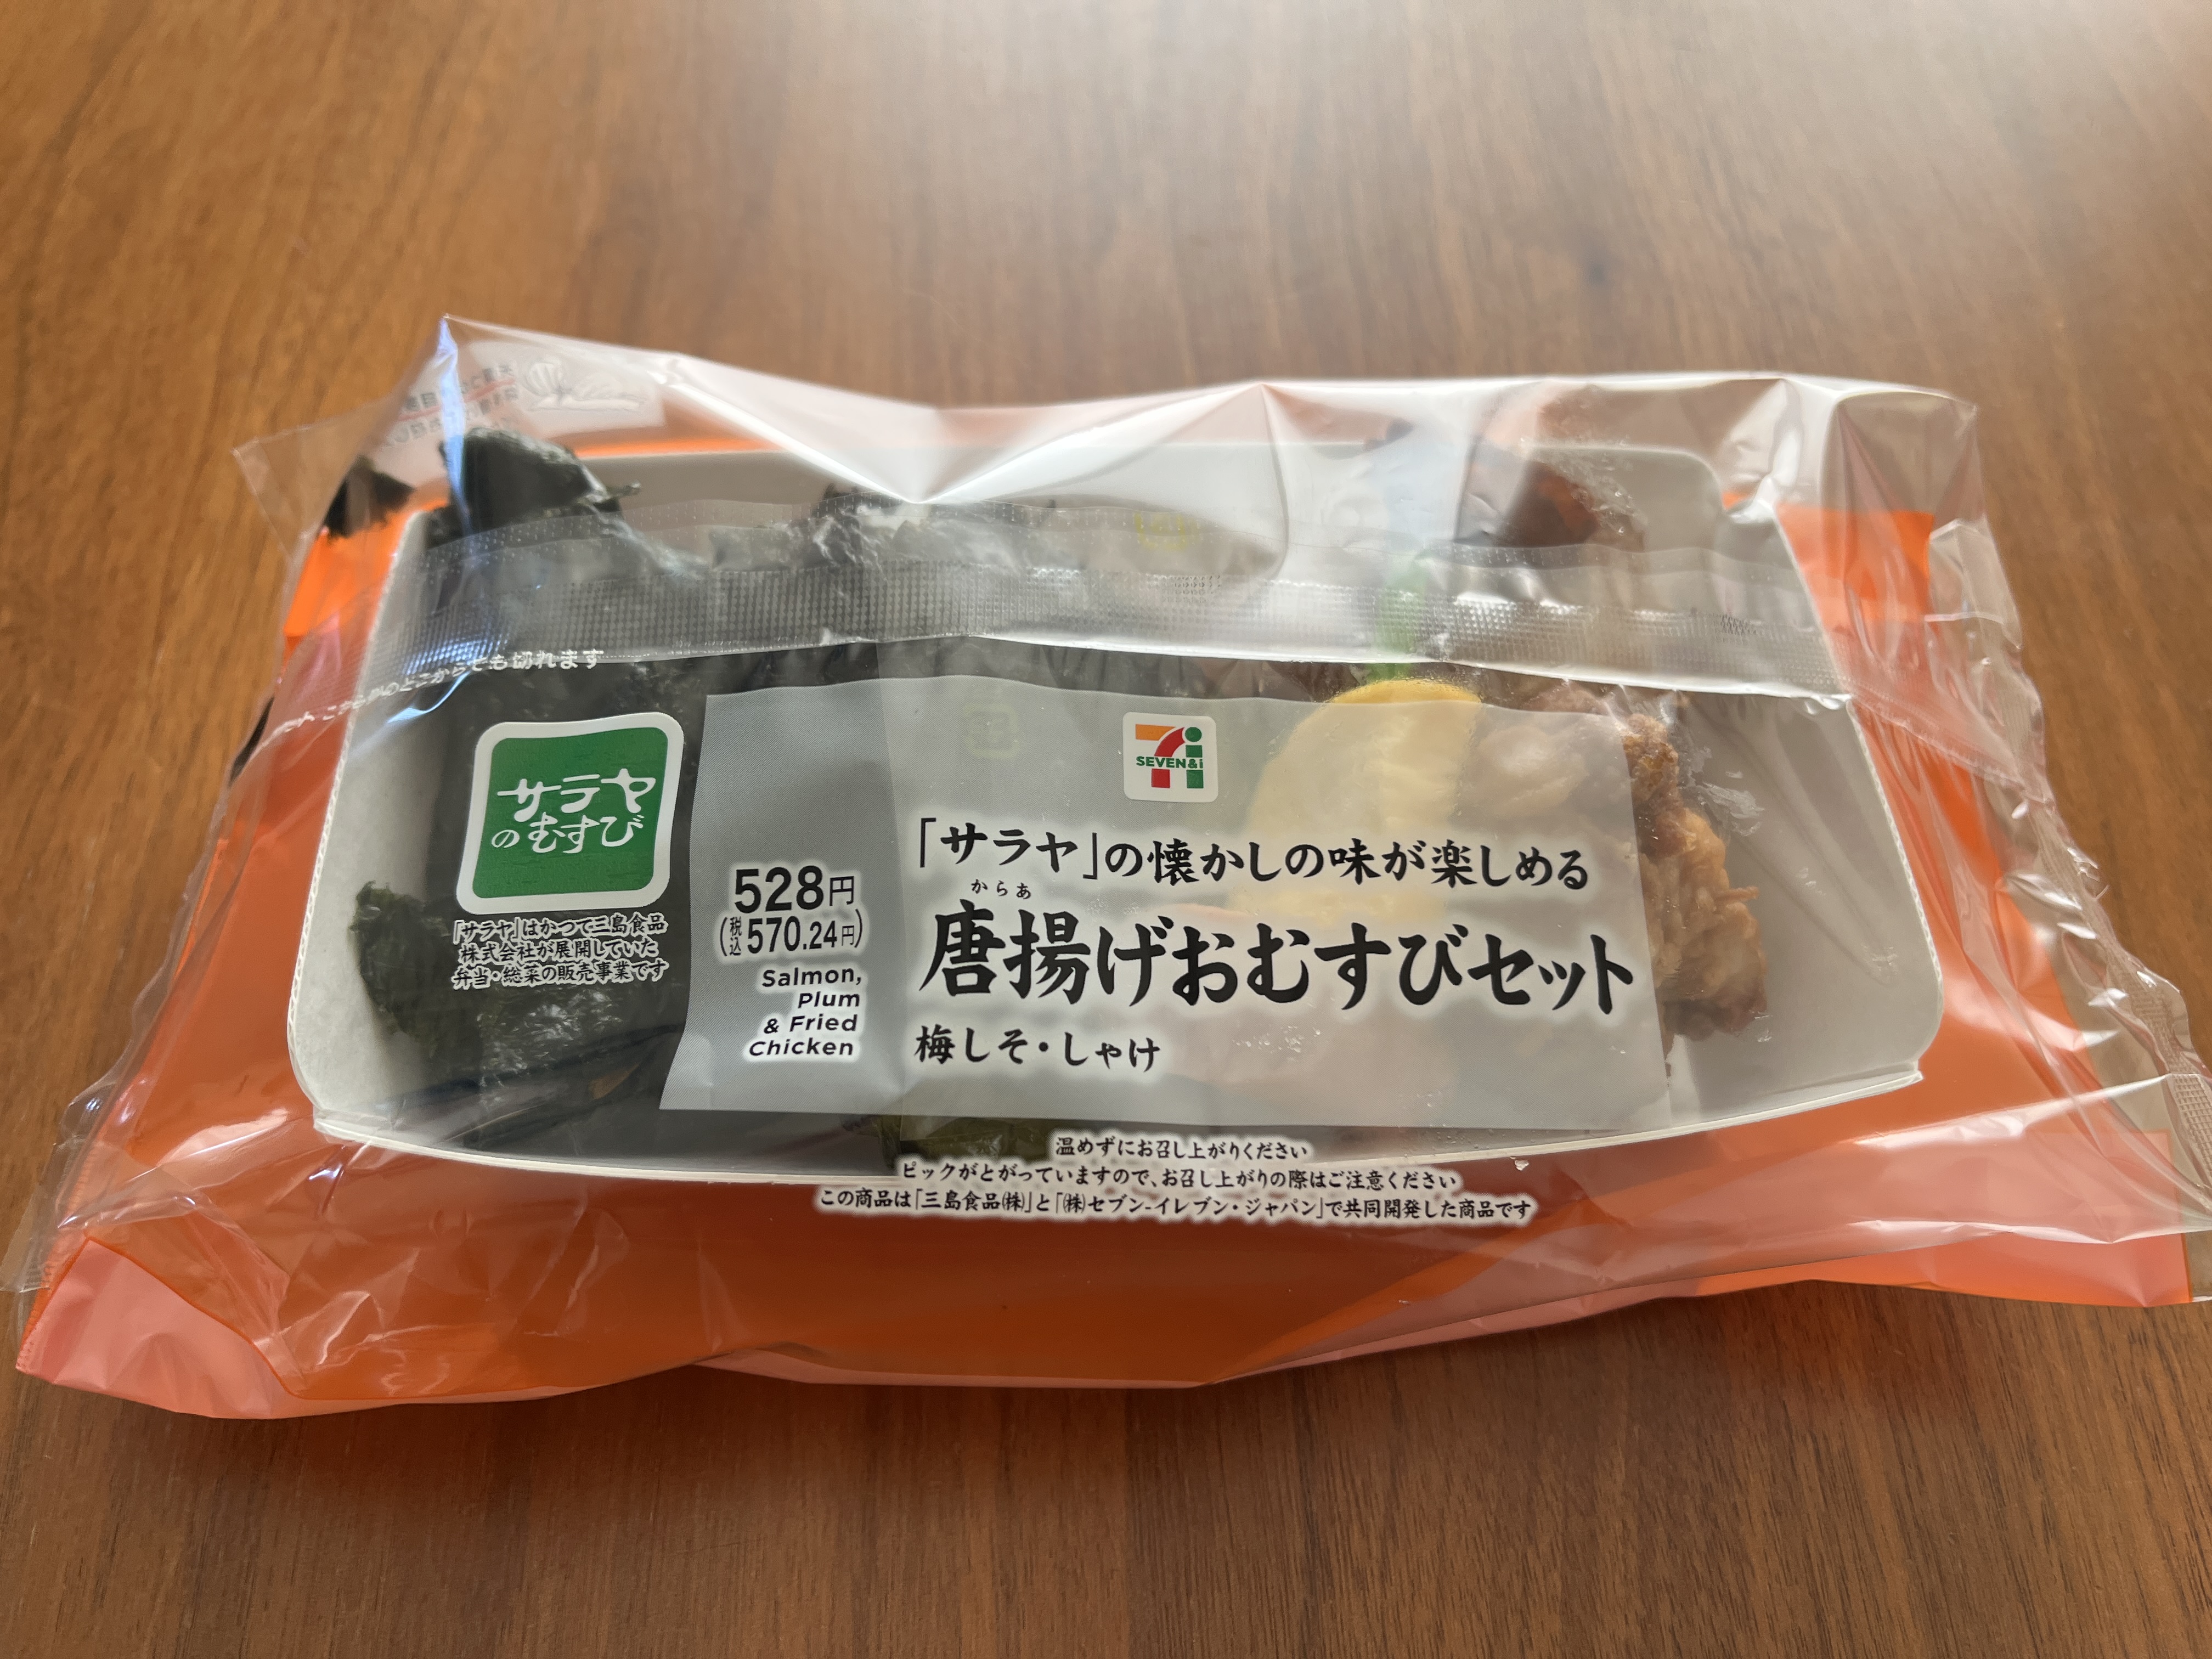 でも切れます
サラヤ
のむすび
「サラヤ」はかつて三島食品
株式会社が展開していた
弁当・総菜の販売事業です
528円
(税込570.24円)
Salmon,
Plum
& Fried
Chicken
SEVEN&i
「サラヤ」の懐かしの味が楽しめる
からあ
唐揚げおむすびセット
梅しそ・しゃけ
温めずにお召し上がりください
ピックがとがっていますので、お召し上がりの際はご注意ください
この商品は「三島食品㈱」と「㈱セブン-イレブン・ジャパン」で共同開発した商品です